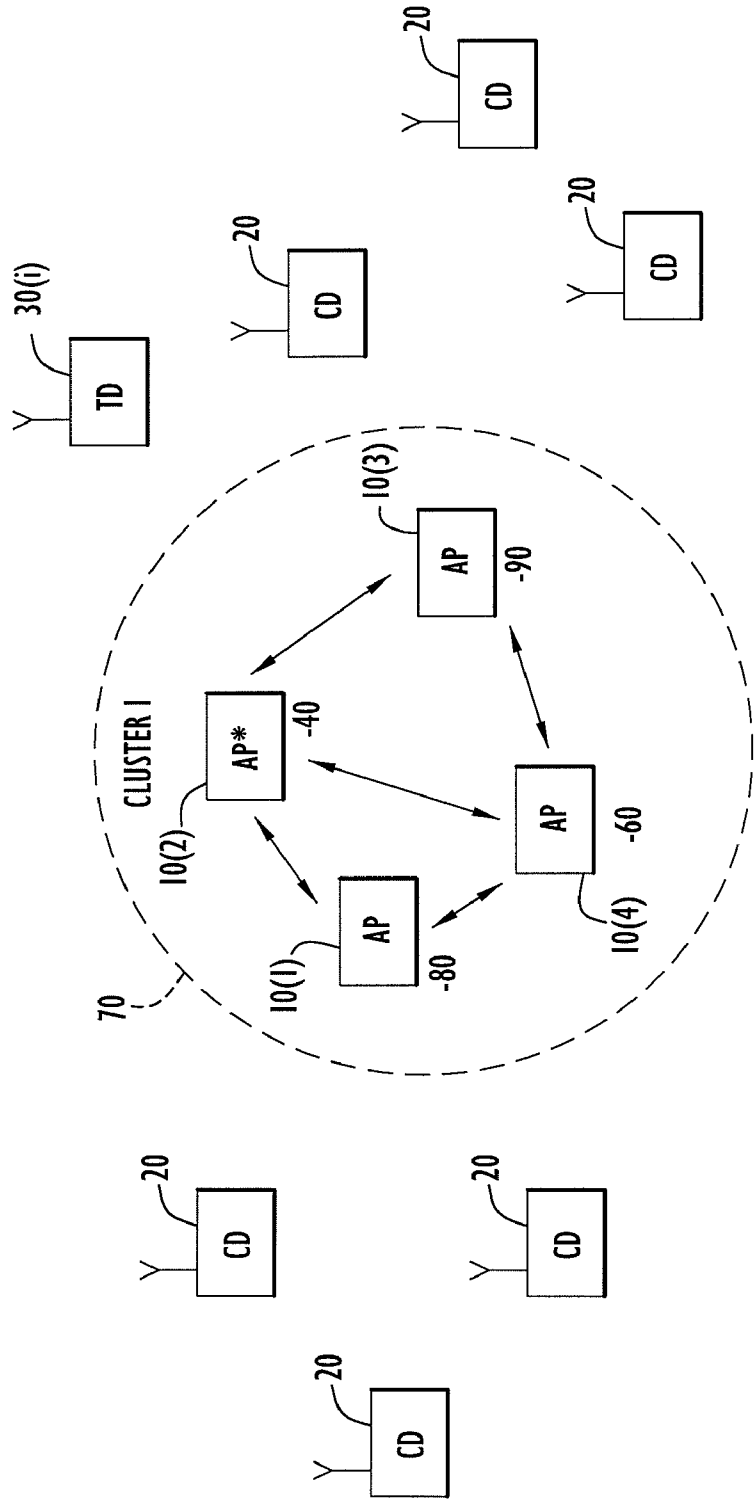 30(i)
TD
70
CLUSTER 1
20
CD
10(2)
AP*
-40
20
CD
10(1)
AP
-80
20
CD
10(3)
AP
-90
20
CD
20
CD
AP
-60
10(4)
20
CD